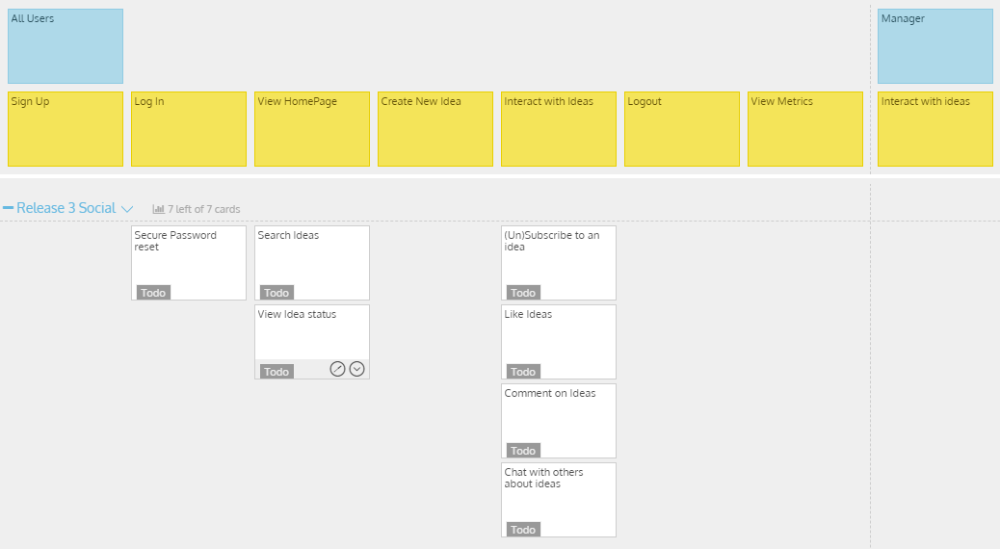 All Users
Manager
Sign Up
Log In
View HomePage
Create New Idea
Interact with Ideas
Logout
View Metrics
Interact with ideas
Release 3 Social
7 left of 7 cards
Secure Password
reset
Todo
Search Ideas
Todo
(Un)Subscribe to an
idea
Todo
View Idea status
Todo
Like Ideas
Todo
Comment on Ideas
Todo
Chat with others
about ideas
Todo